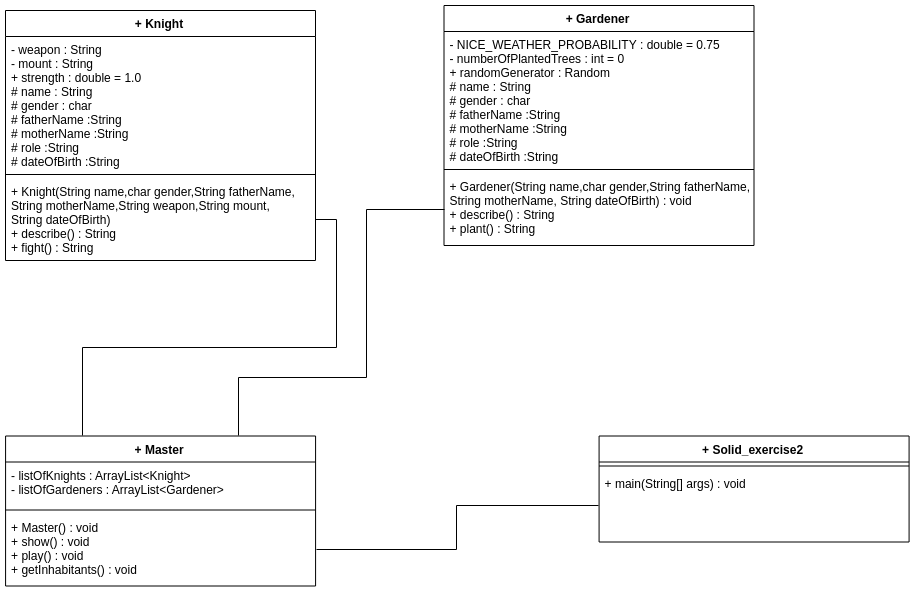 + Knight
- weapon : String
- mount : String
+ strength : double = 1.0
# name : String
# gender : char
# fatherName :String
# motherName :String
# role :String
# dateOfBirth :String
+ Knight(String name,char gender,String fatherName,
String motherName,String weapon,String mount,
String dateOfBirth)
+ describe() : String
+ fight() : String
+ Gardener
- NICE_WEATHER_PROBABILITY : double = 0.75
- numberOfPlantedTrees : int = 0
+ randomGenerator : Random
# name : String
# gender : char
# fatherName :String
# motherName :String
# role :String
# dateOfBirth :String
+ Gardener(String name,char gender,String fatherName,
String motherName, String dateOfBirth) : void
+ describe() : String
+ plant() : String
+ Master
- listOfKnights : ArrayList<Knight>
- listOfGardeners : ArrayList<Gardener>
+ Master() : void
+ show() : void
+ play() : void
+ getInhabitants() : void
+ Solid_exercise2
+ main(String[] args) : void